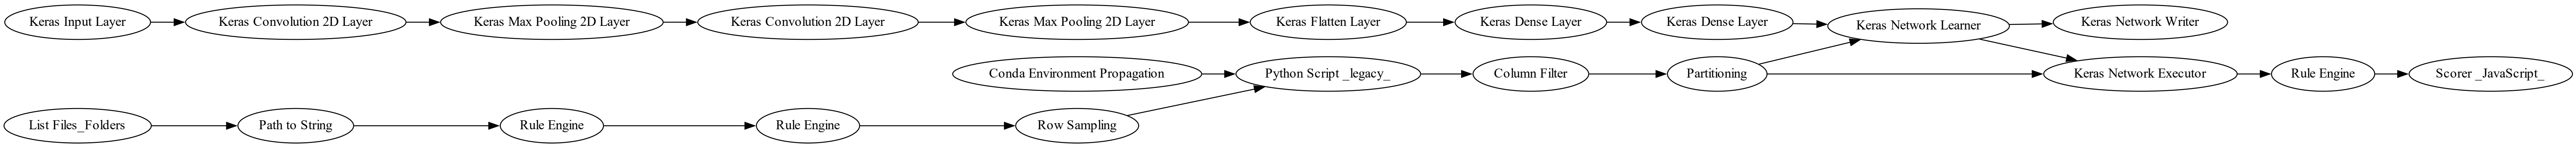 Keras Input Layer
Keras Convolution 2D Layer
Keras Max Pooling 2D Layer
Keras Convolution 2D Layer
Keras Max Pooling 2D Layer
Keras Flatten Layer
Keras Dense Layer
Keras Dense Layer
Keras Network Learner
Keras Network Writer
Conda Environment Propagation
Python Script _legacy_
Column Filter
Partitioning
Keras Network Executor
Rule Engine
Scorer _JavaScript_
List Files_Folders
Path to String
Rule Engine
Rule Engine
Row Sampling